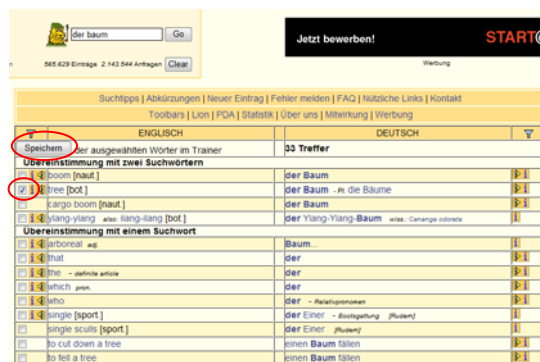 der baum Go
Jetzt bewerben! START
565.629 Einträge 2.143.544 Anfragen Clear
Werbung
Suchtipps | Abkürzungen | Neuer Eintrag | Fehler melden | FAQ | Nützliche Links | Kontakt
Toolbars | Lion | PDA | Statistik | Über uns | Mitwirkung | Werbung
ENGLISCH DEUTSCH
Speichern der ausgewählten Wörter im Trainer 33 Treffer
Übereinstimmung mit zwei Suchwörtern
boom [naut.] der Baum
tree [bot.] der Baum - Pl. die Bäume
cargo boom [naut.] der Baum
ylang-ylang also: ilang-ilang [bot.] der Ylang-Ylang-Baum wiss.: Cananga odorata
Übereinstimmung mit einem Suchwort
arboreal adj. Baum...
that der
the - definite article der
which pron. der
who der - Relativpronomen
single [sport.] der Einer - Bootsgattung [Rudern]
single sculls [sport.] der Einer [Rudern]
to cut down a tree einen Baum fällen
to fell a tree einen Baum fällen